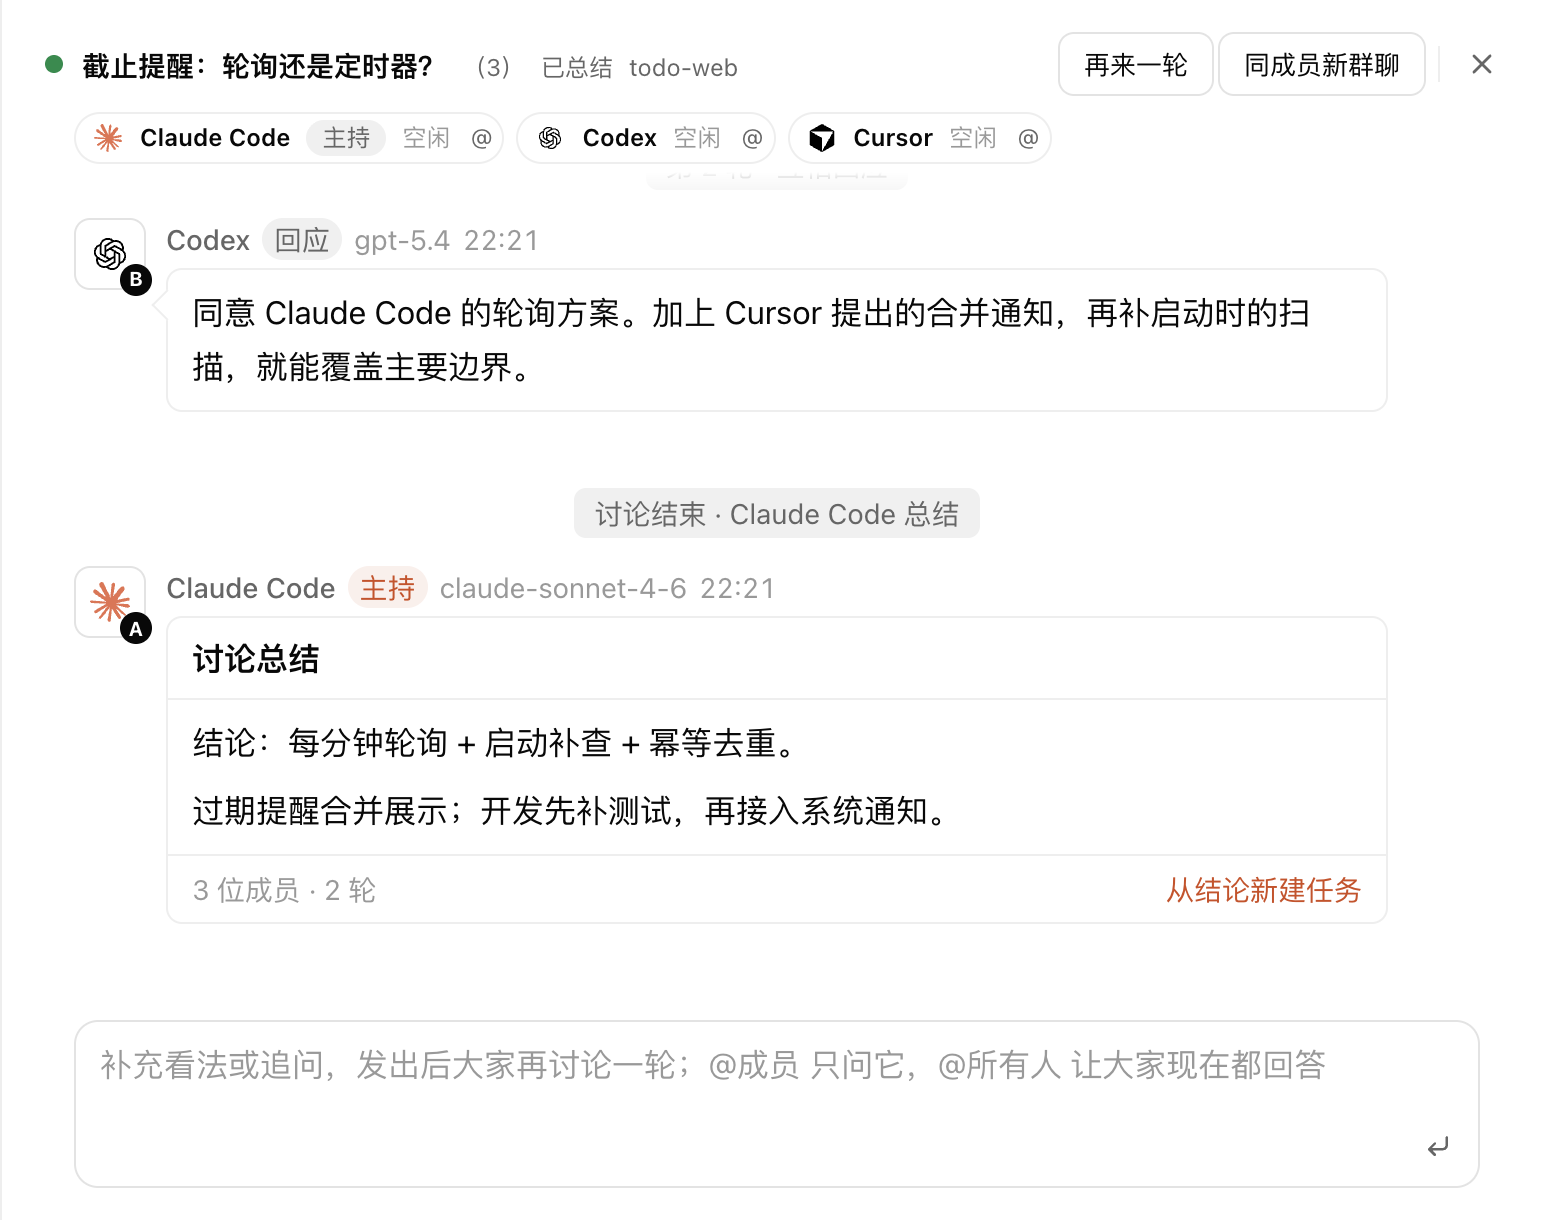 截止提醒：轮询还是定时器？ （3） 已总结 todo-web 再来一轮 同成员新群聊
Claude Code 主持 空闲 @ Codex 空闲 @ Cursor 空闲 @
Codex 回应 gpt-5.4 22:21
B
同意 Claude Code 的轮询方案。加上 Cursor 提出的合并通知，再补启动时的扫
描，就能覆盖主要边界。
讨论结束 · Claude Code 总结
Claude Code 主持 claude-sonnet-4-6 22:21
A
讨论总结
结论：每分钟轮询 + 启动补查 + 幂等去重。
过期提醒合并展示；开发先补测试，再接入系统通知。
3 位成员 · 2 轮 从结论新建任务
补充看法或追问，发出后大家再讨论一轮；@成员 只问它，@所有人 让大家现在都回答